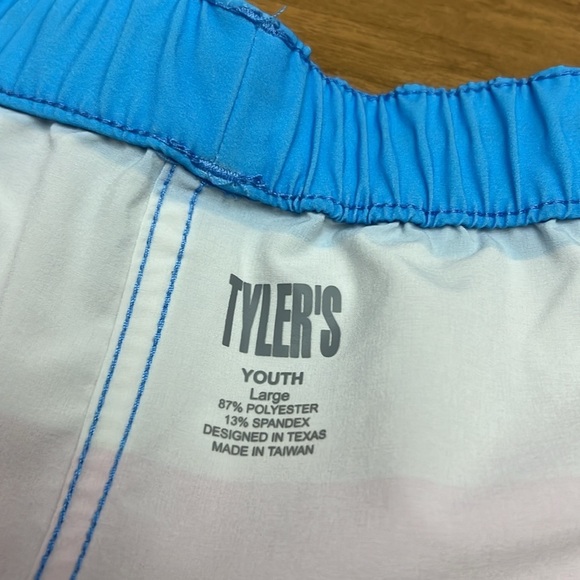 TYLER'S
YOUTH
Large
87% POLYESTER
13% SPANDEX
DESIGNED IN TEXAS
MADE IN TAIWAN